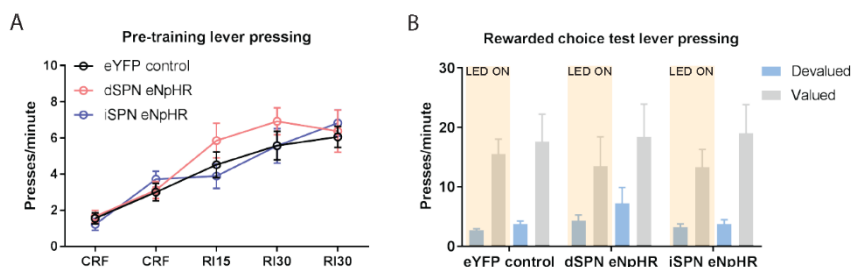 A
Pre-training lever pressing
eYFP control
dSPN eNpHR
iSPN eNpHR
Presses/minute
10
8
6
4
2
0
CRF CRF RI15 RI30 RI30
B
Rewarded choice test lever pressing
LED ON LED ON LED ON
Devalued
Valued
Presses/minute
30
20
10
0
eYFP control dSPN eNpHR iSPN eNpHR